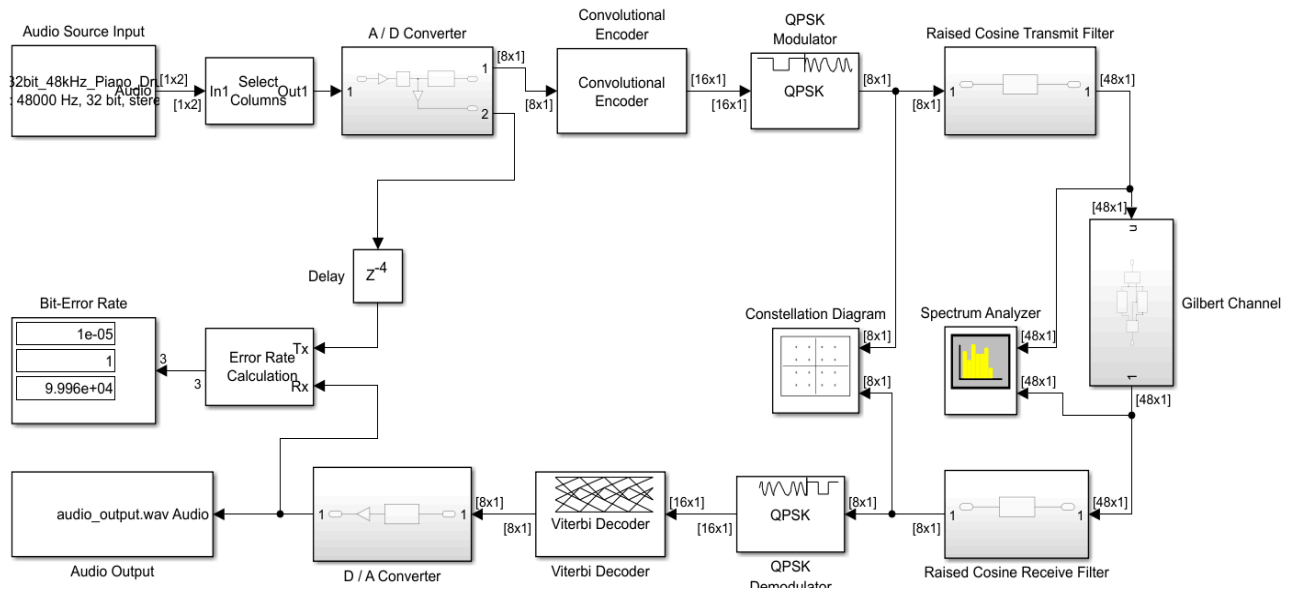 Audio Source Input
32bit_48kHz_Piano_Dr
Audio
: 48000 Hz, 32 bit, stere
[1x2]
[1x2]
In1
Select
Columns
Out1
A / D Converter
1
1
2
[8x1]
[8x1]
Convolutional
Encoder
Convolutional
Encoder
[16x1]
[16x1]
QPSK
Modulator
QPSK
[8x1]
[8x1]
Raised Cosine Transmit Filter
1
1
[48x1]
[48x1]
u
Gilbert Channel
1
[48x1]
Delay
Z-4
Bit-Error Rate
1e-05
1
9.996e+04
3
3
Error Rate
Calculation
Tx
Rx
Constellation Diagram
[8x1]
[8x1]
Spectrum Analyzer
[48x1]
[48x1]
audio_output.wav Audio
Audio Output
1
1
D / A Converter
[8x1]
[8x1]
Viterbi Decoder
Viterbi Decoder
[16x1]
[16x1]
QPSK
QPSK
Demodulator
[8x1]
[8x1]
1
1
[48x1]
Raised Cosine Receive Filter